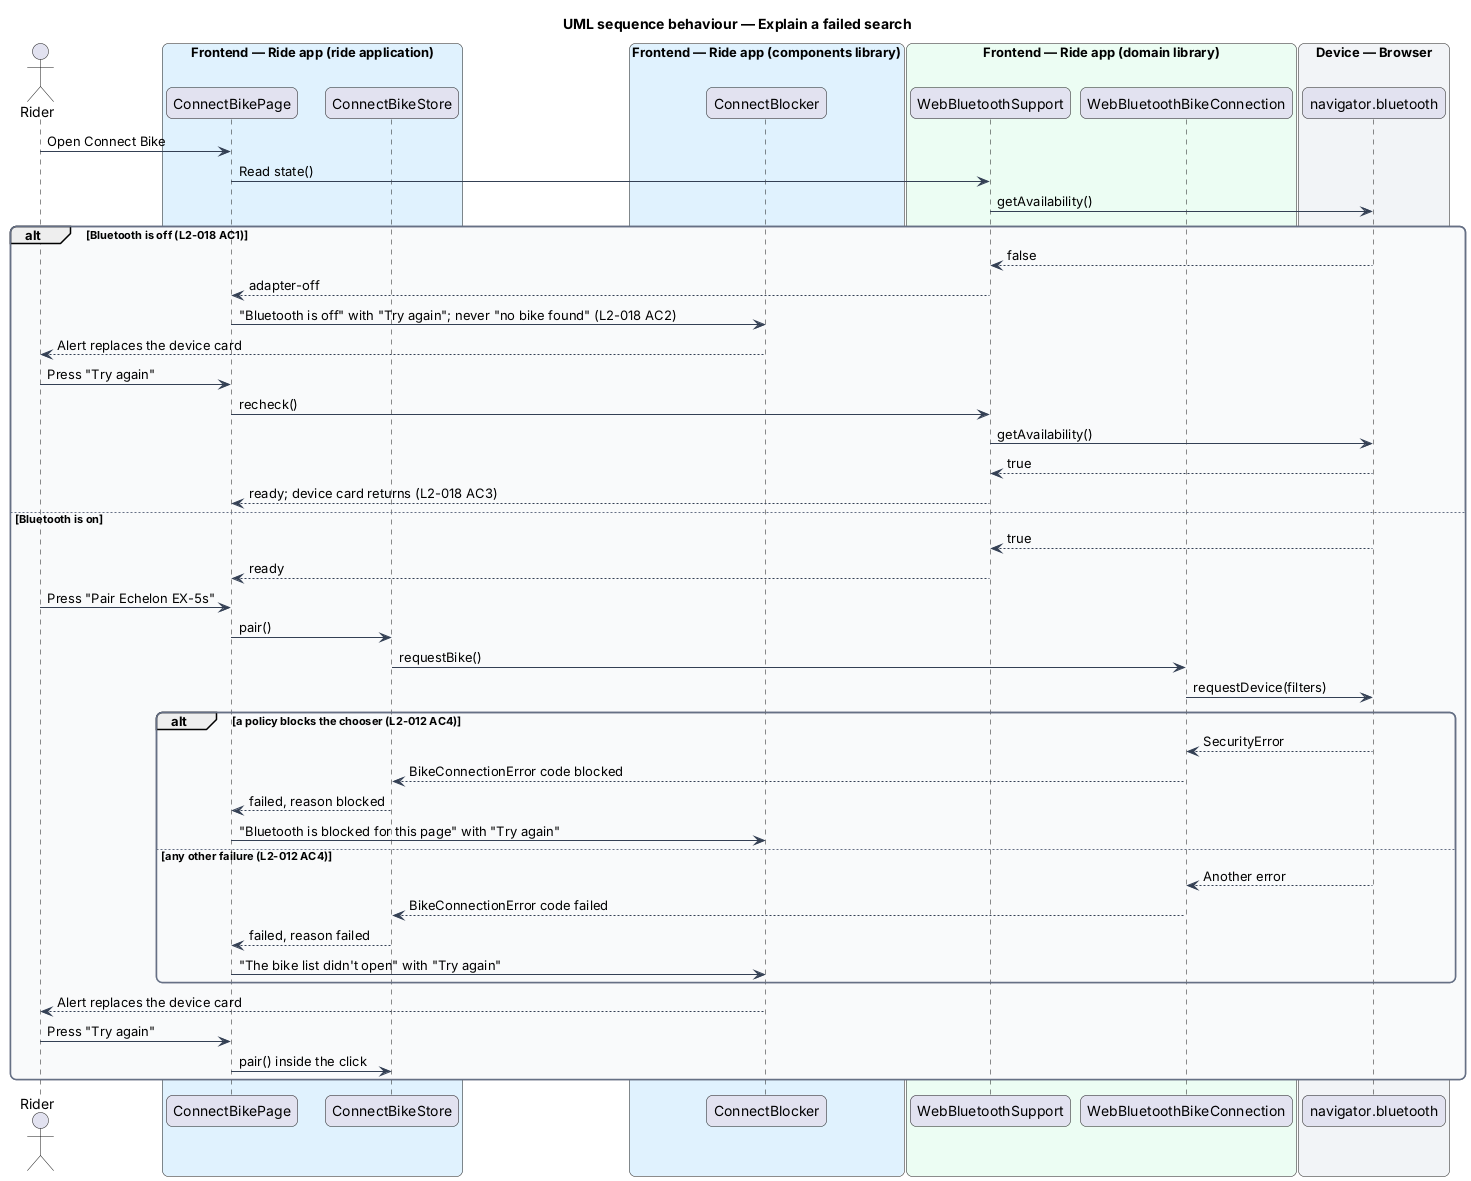 UML sequence behaviour — Explain a failed search
Frontend — Ride app (ride application)
Frontend — Ride app (components library)
Frontend — Ride app (domain library)
Device — Browser
Rider
ConnectBikePage
ConnectBikeStore
ConnectBlocker
WebBluetoothSupport
WebBluetoothBikeConnection
navigator.bluetooth
Open Connect Bike
Read state()
getAvailability()
alt
[Bluetooth is off (L2-018 AC1)]
false
adapter-off
"Bluetooth is off" with "Try again"; never "no bike found" (L2-018 AC2)
Alert replaces the device card
Press "Try again"
recheck()
getAvailability()
true
ready; device card returns (L2-018 AC3)
[Bluetooth is on]
true
ready
Press "Pair Echelon EX-5s"
pair()
requestBike()
requestDevice(filters)
alt
[a policy blocks the chooser (L2-012 AC4)]
SecurityError
BikeConnectionError code blocked
failed, reason blocked
"Bluetooth is blocked for this page" with "Try again"
[any other failure (L2-012 AC4)]
Another error
BikeConnectionError code failed
failed, reason failed
"The bike list didn't open" with "Try again"
Alert replaces the device card
Press "Try again"
pair() inside the click
Rider
ConnectBikePage
ConnectBikeStore
ConnectBlocker
WebBluetoothSupport
WebBluetoothBikeConnection
navigator.bluetooth